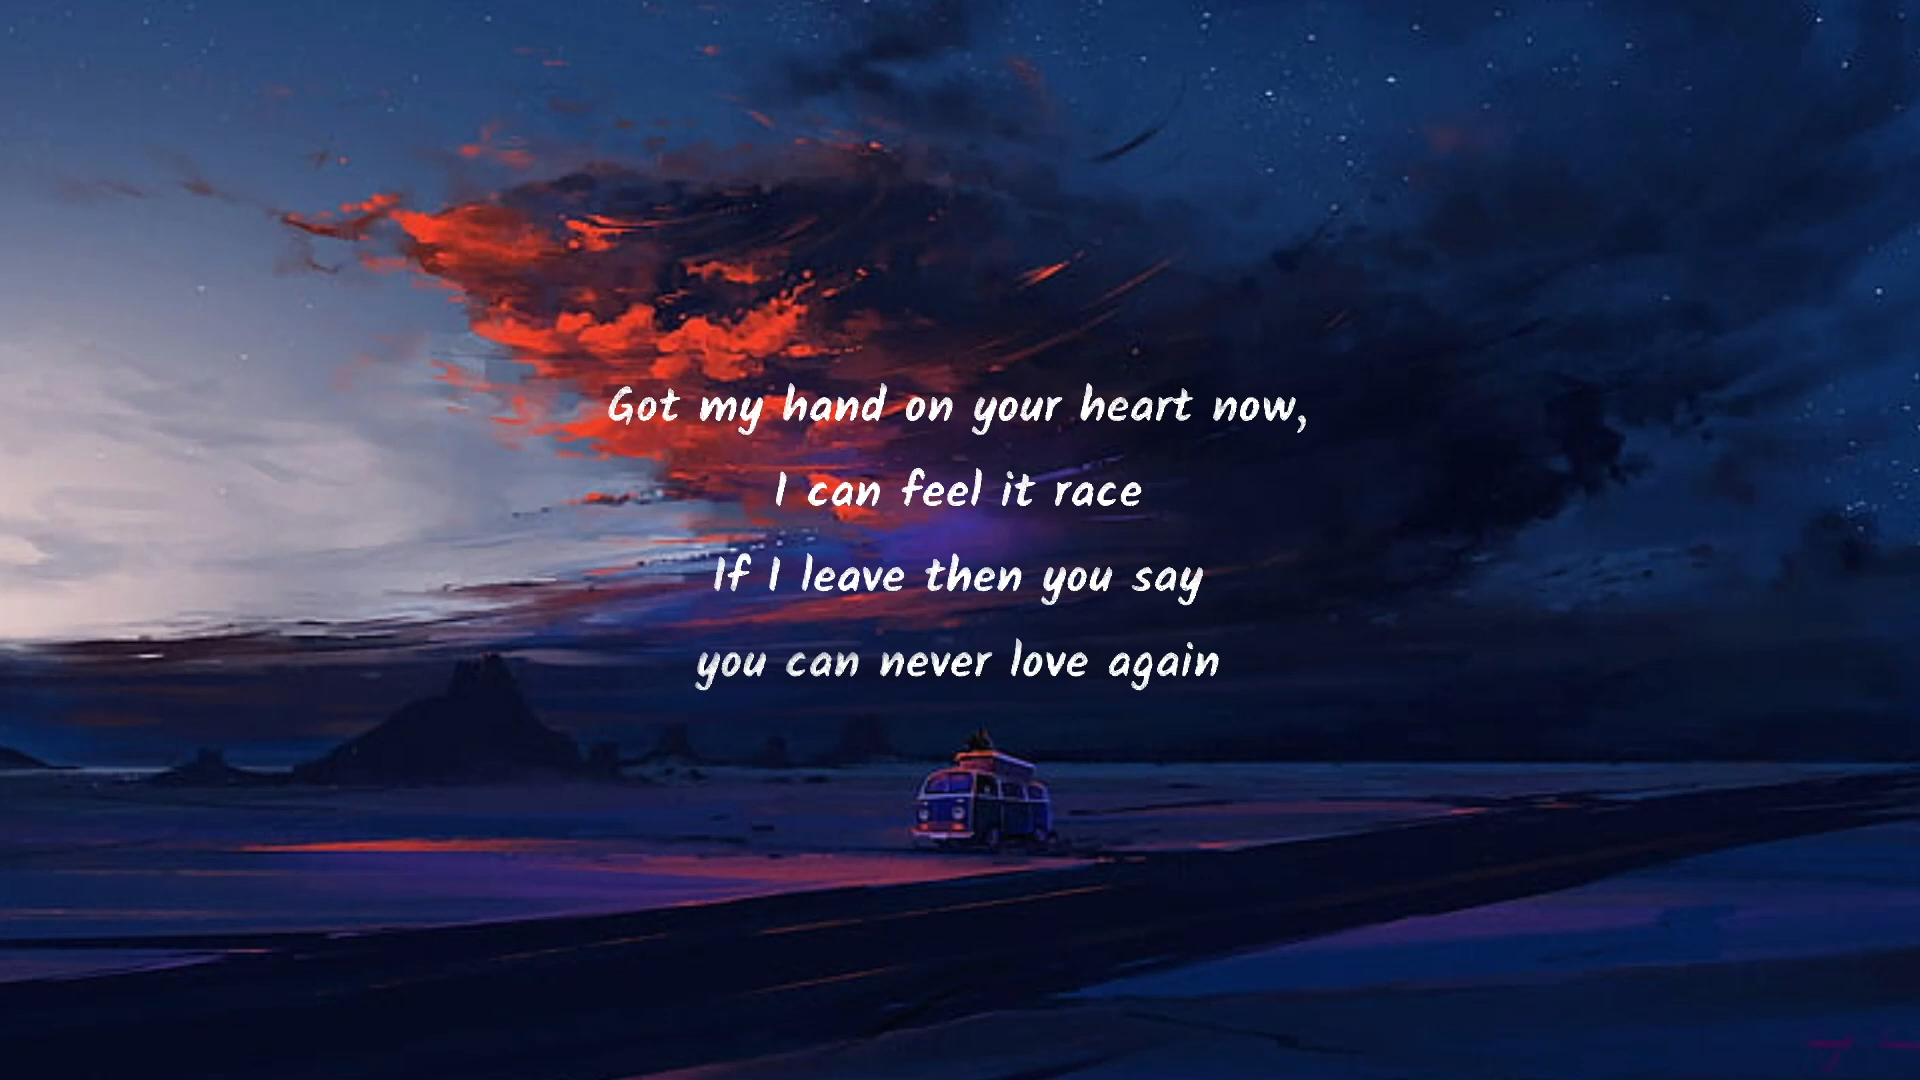 Got my hand on your heart now,
I can feel it race
If I leave then you say
you can never love again